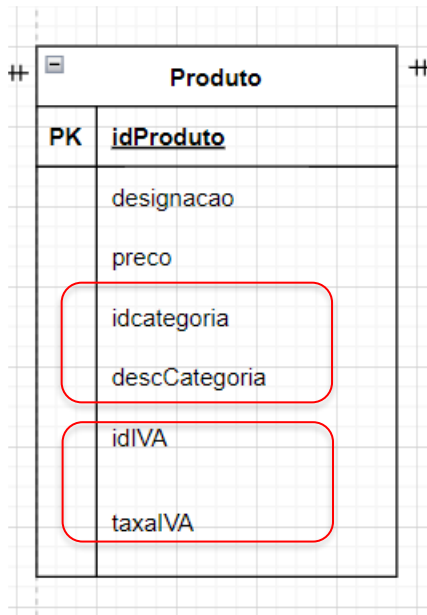 Produto
PK idProduto
designacao
preco
idcategoria
descCategoria
idIVA
taxaIVA